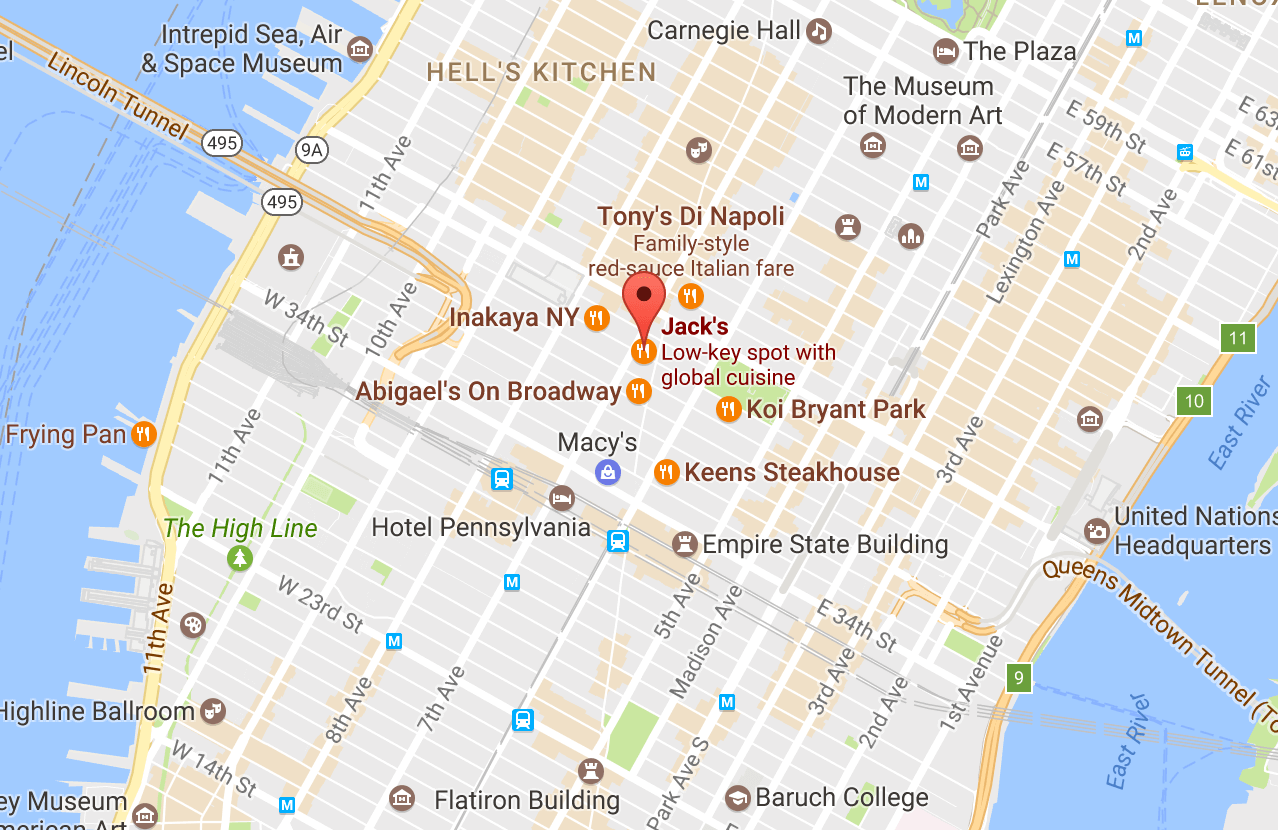 Intrepid Sea, Air
& Space Museum
Carnegie Hall
The Plaza
M
HELL'S KITCHEN
Lincoln Tunnel
The Museum
of Modern Art
E 63
E 59th St
E 61st
E 57th St
495
9A
495
11th Ave
M
Park Ave
Lexington Ave
2nd Ave
M
Tony's Di Napoli
Family-style
red-sauce Italian fare
W 34th St
10th Ave
Inakaya NY
Jack's
Low-key spot with
global cuisine
11
10
Abigael's On Broadway
Koi Bryant Park
Frying Pan
11th Ave
Macy's
Keens Steakhouse
3rd Ave
East River
The High Line
Hotel Pennsylvania
Empire State Building
United Nations
Headquarters
Queens Midtown Tunnel (To
W 23rd St
M
M
11th Ave
5th Ave
Madison Ave
E 34th St
3rd Ave
2nd Ave
1st Avenue
9
Highline Ballroom
8th Ave
7th Ave
M
East River
W 14th St
Park Ave S
M
Flatiron Building
Baruch College
ey Museum
merican Art